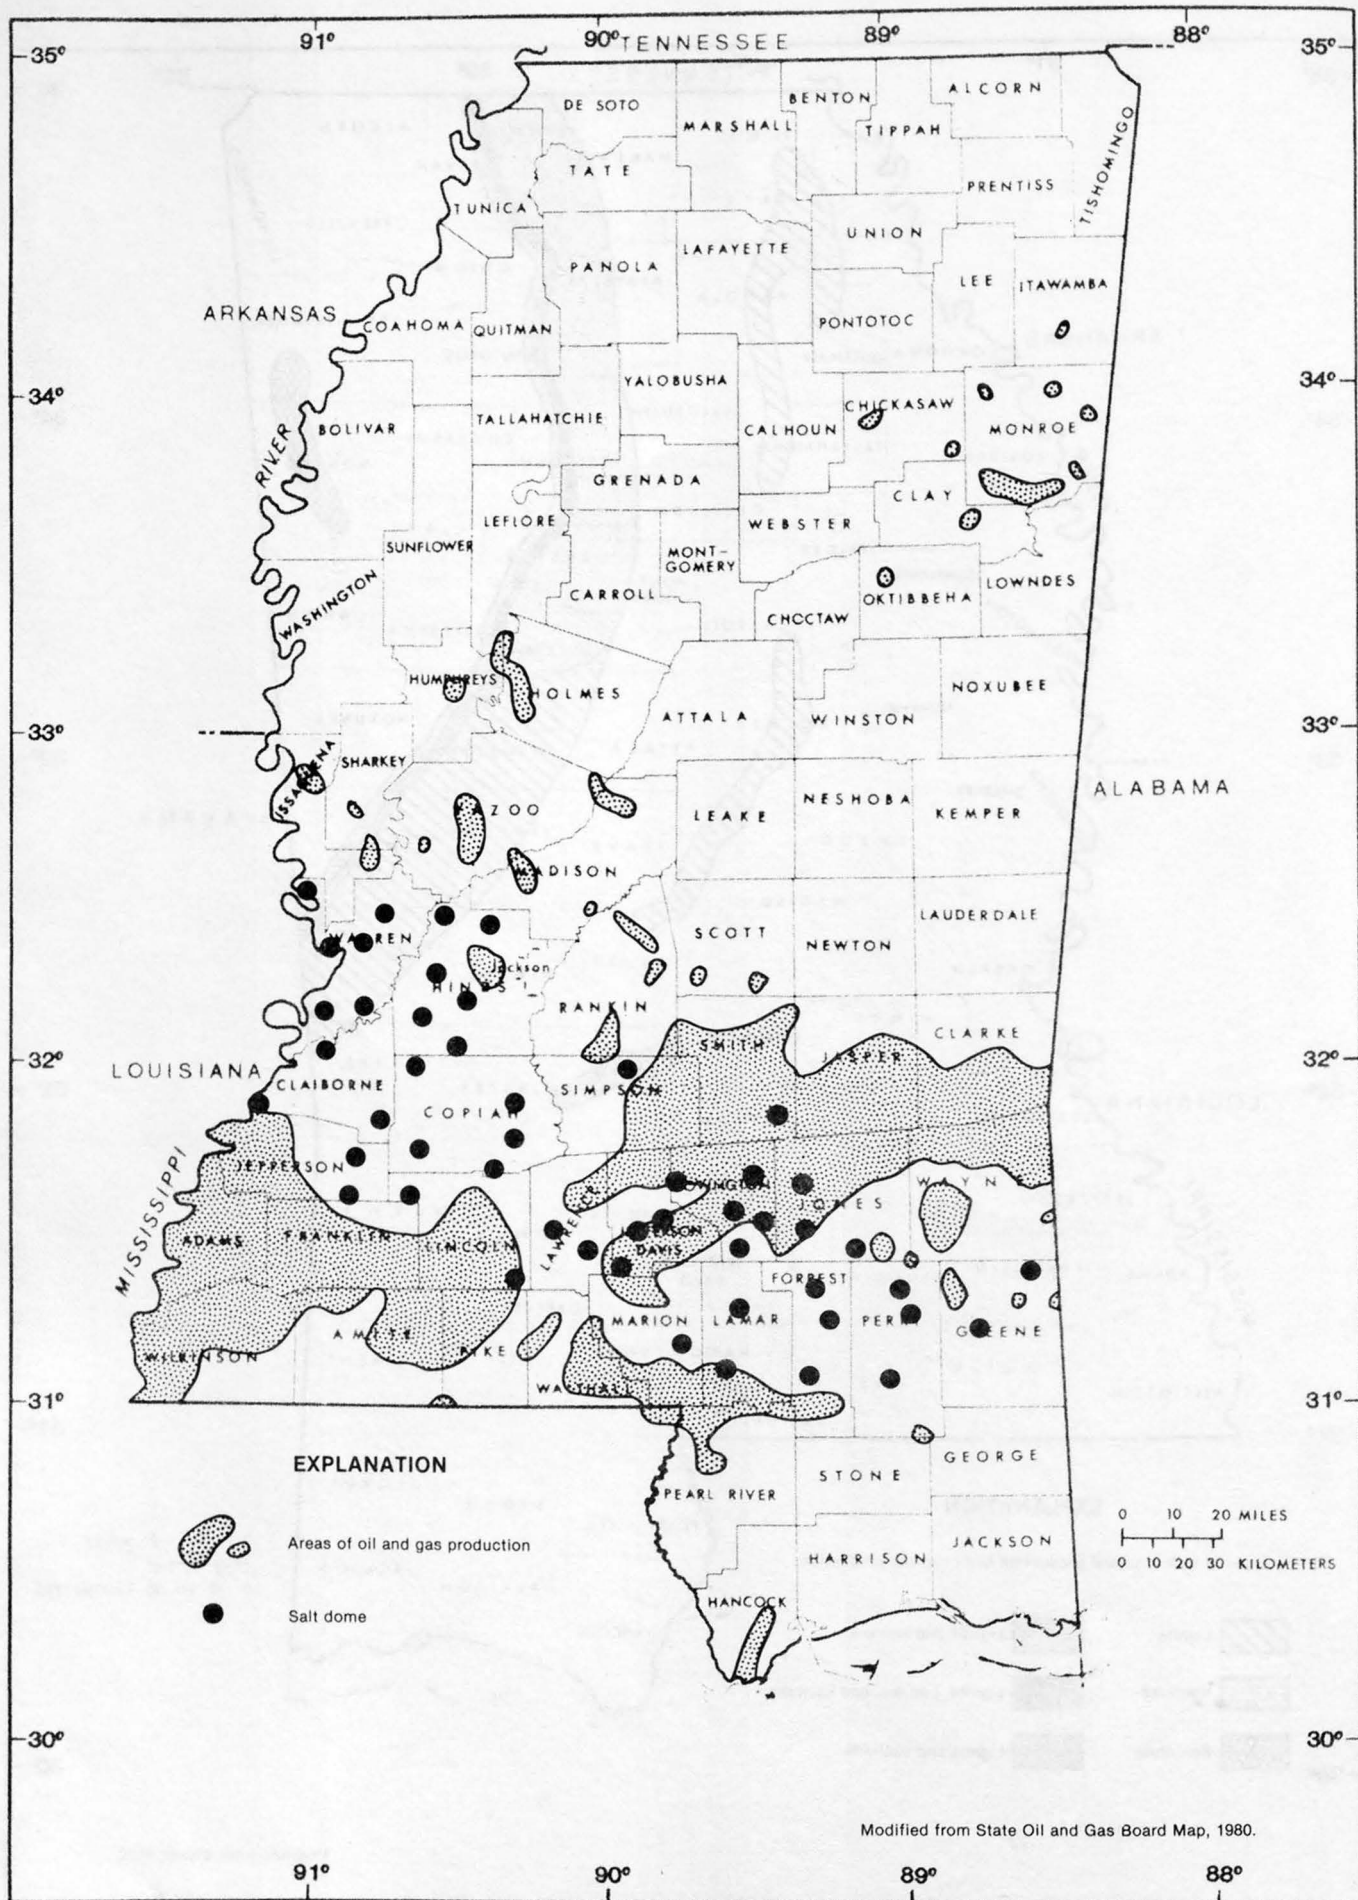 91° 90° 89° 88°
35° TENNESSEE 35°
DE SOTO
BENTON
ALCORN
MARSHALL
TIPPAH
TISHOMINGO
TATE
PRENTISS
TUNICA
UNION
LAFAYETTE
PANOLA
LEE
ITAWAMBA
ARKANSAS
COAHOMA
QUITMAN
PONTOTOC
34° 34°
YALOBUSHA
CHICKASAW
TALLAHATCHIE
BOLIVAR
CALHOUN
MONROE
RIVER
GRENADA
CLAY
LEFLORE
WEBSTER
SUNFLOWER
MONT-
GOMERY
LOWNDES
WASHINGTON
CARROLL
OKTIBBEHA
CHOCTAW
HUMPHREYS
HOLMES
NOXUBEE
ATTALA
WINSTON
33° 33°
SHARKEY
ISSAQUENA
ALABAMA
YAZOO
NESHOBA
LEAKE
KEMPER
MADISON
LAUDERDALE
SCOTT
WARREN
NEWTON
Jackson
HINDS
RANKIN
CLARKE
SMITH
JASPER
32° 32°
LOUISIANA
CLAIBORNE
SIMPSON
COPIAH
JEFFERSON
COVINGTON
WAYNE
JONES
LAWRENCE
JEFFERSON
DAVIS
ADAMS
FRANKLIN
LINCOLN
MISSISSIPPI
FORREST
MARION
LAMAR
PERRY
GREENE
AMITE
PIKE
WILKINSON
WALTHALL
31° 31°
GEORGE
EXPLANATION
STONE
PEARL RIVER
0 10 20 MILES
Areas of oil and gas production
JACKSON
HARRISON
0 10 20 30 KILOMETERS
HANCOCK
Salt dome
30° 30°
Modified from State Oil and Gas Board Map, 1980.
91° 90° 89° 88°